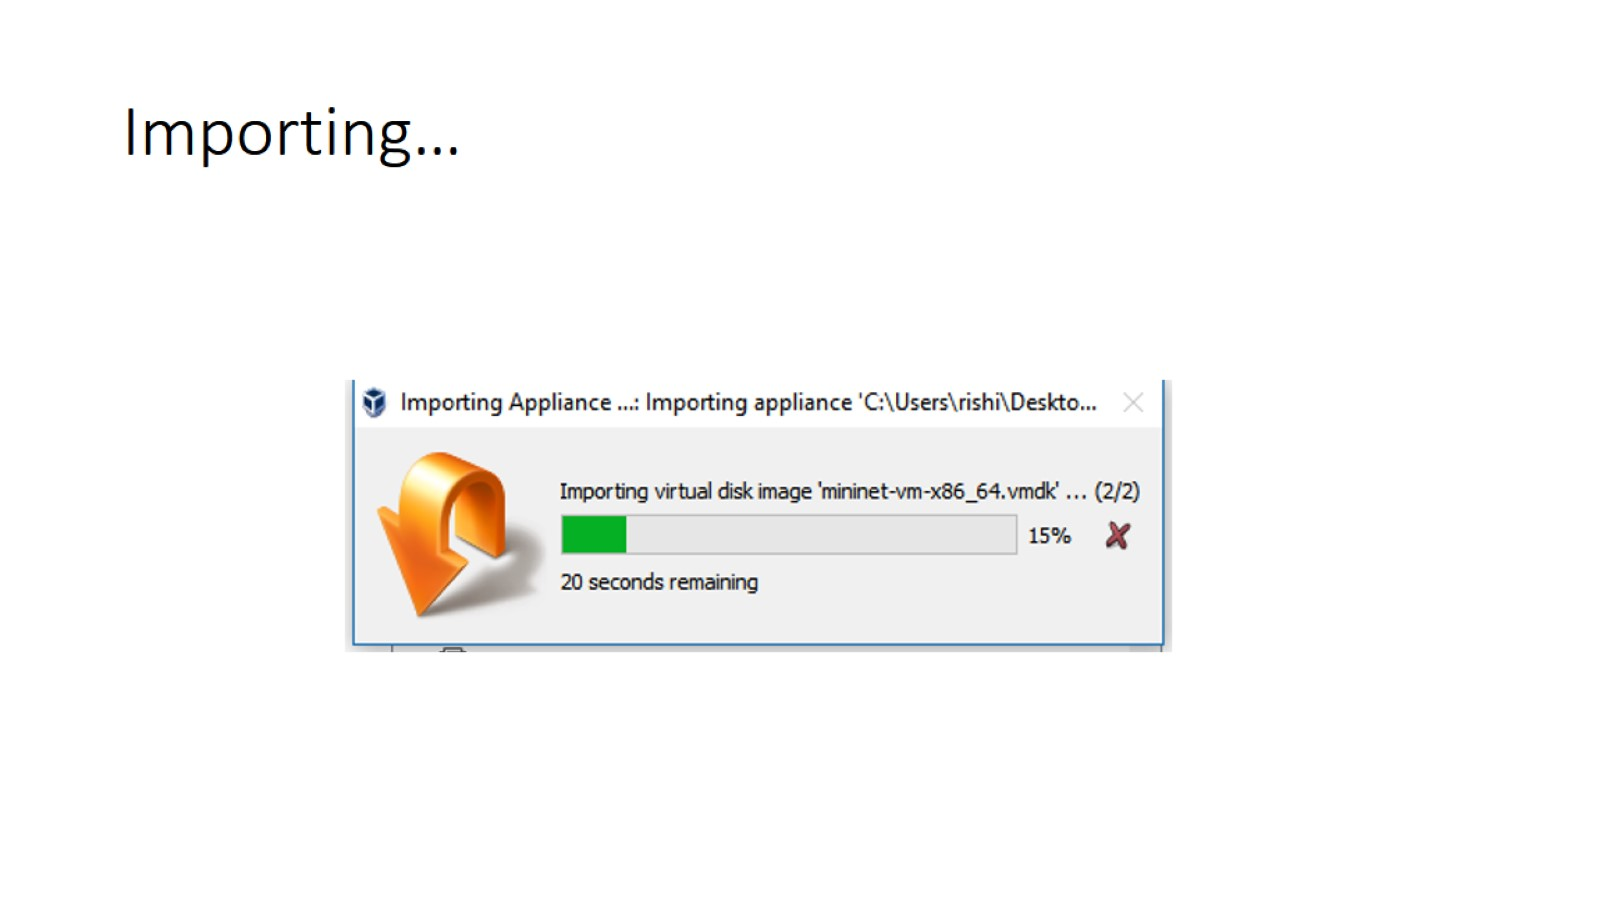 Importing...
Importing Appliance ...: Importing appliance 'C:\Users\rishi\Deskto...
Importing virtual disk image 'mininet-vm-x86_64.vmdk' ... (2/2)
15%
20 seconds remaining